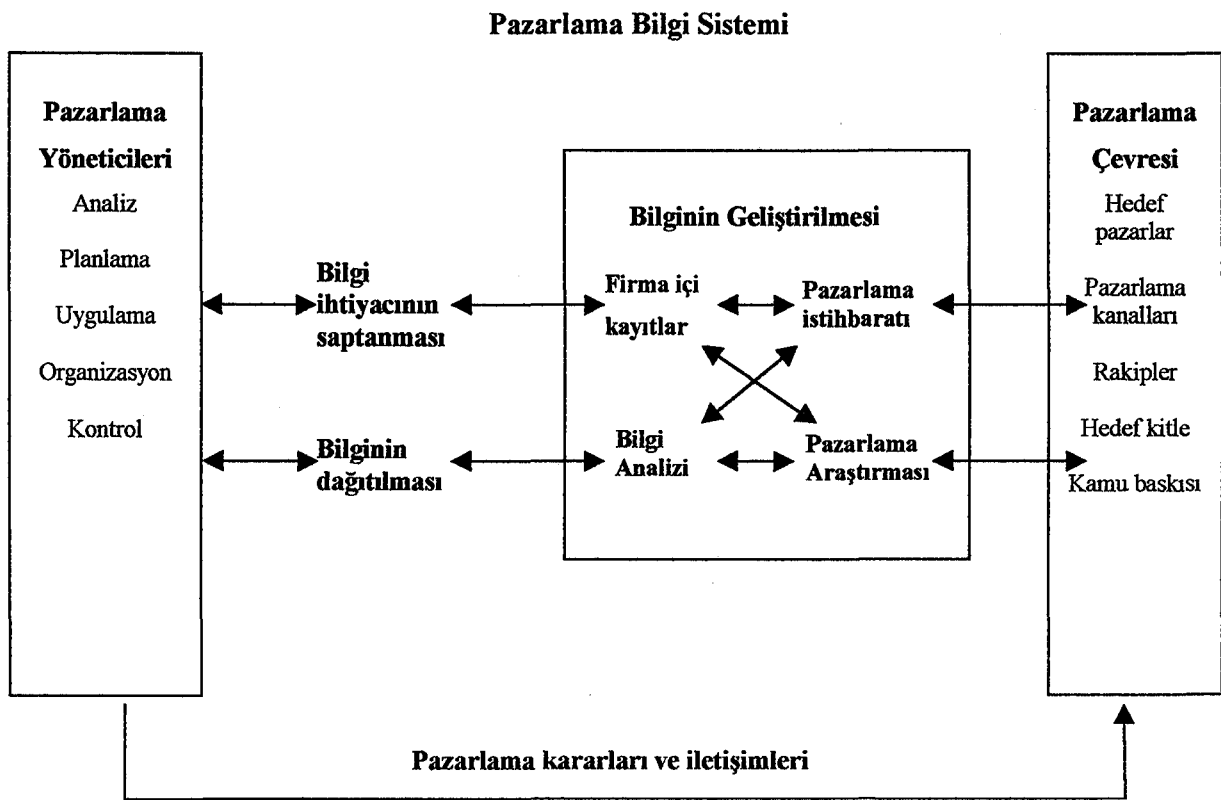 Pazarlama Bilgi Sistemi
Pazarlama
Yöneticileri
Analiz
Planlama
Uygulama
Organizasyon
Kontrol
Bilgi
ihtiyacının
saptanması
Bilginin
dağıtılması
Bilginin Geliştirilmesi
Firma içi
kayıtlar
Pazarlama
istihbaratı
Bilgi
Analizi
Pazarlama
Araştırması
Pazarlama
Çevresi
Hedef
pazarlar
Pazarlama
kanalları
Rakipler
Hedef kitle
Kamu baskısı
Pazarlama kararları ve iletişimleri